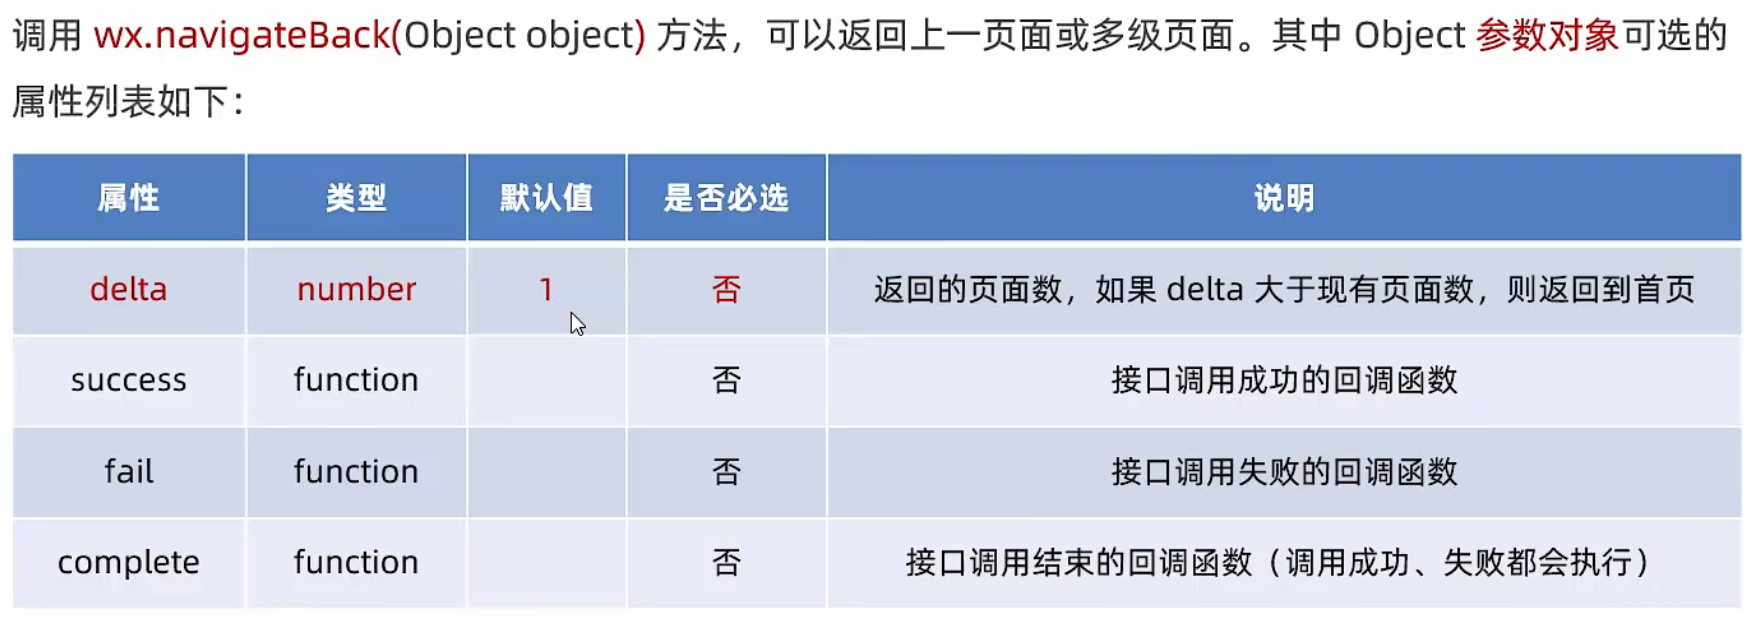 调用 wx.navigateBack(Object object) 方法，可以返回上一页面或多级页面。其中 Object 参数对象可选的
属性列表如下：
属性 类型 默认值 是否必选 说明
delta number 1 否 返回的页面数，如果 delta 大于现有页面数，则返回到首页
success function 否 接口调用成功的回调函数
fail function 否 接口调用失败的回调函数
complete function 否 接口调用结束的回调函数（调用成功、失败都会执行）